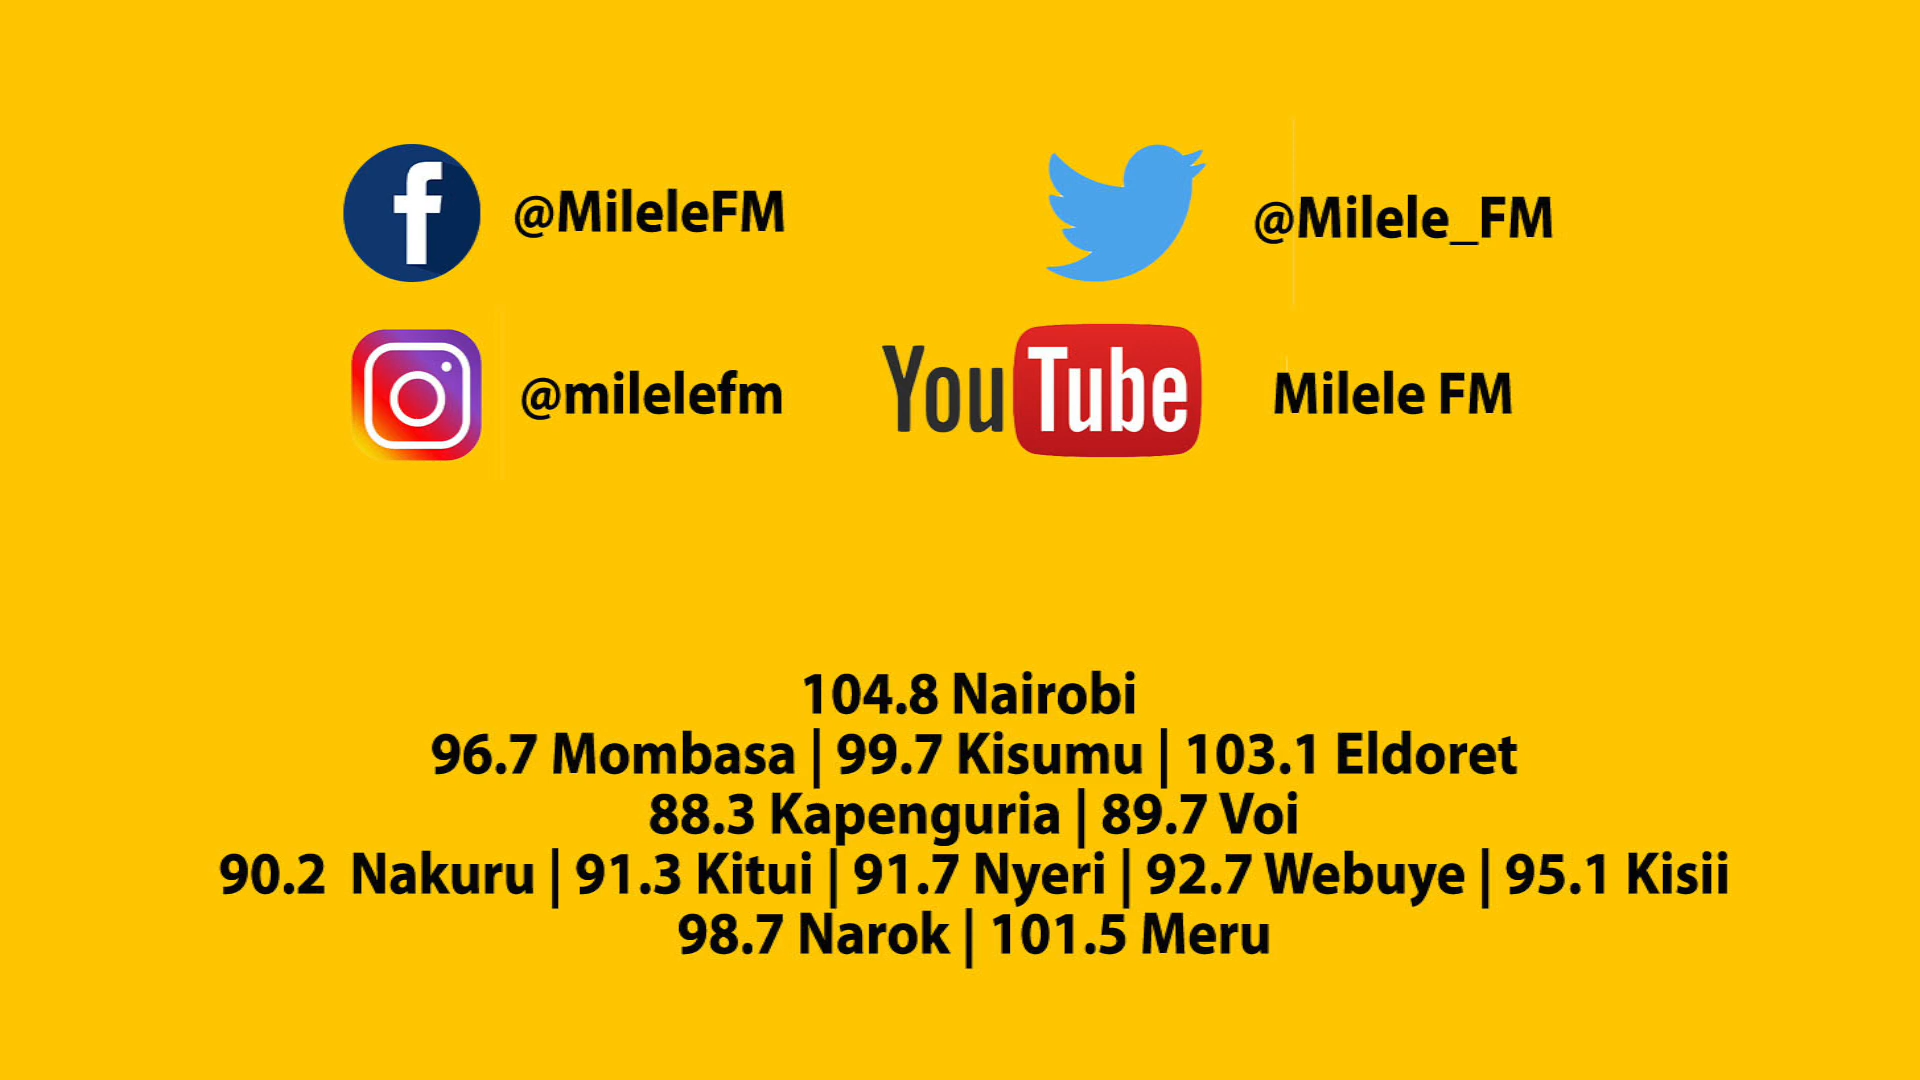 @MileleFM
@Milele_FM
@milelefm
YouTube
Milele FM
104.8 Nairobi
96.7 Mombasa | 99.7 Kisumu | 103.1 Eldoret
88.3 Kapenguria | 89.7 Voi
90.2  Nakuru | 91.3 Kitui | 91.7 Nyeri | 92.7 Webuye | 95.1 Kisii
98.7 Narok | 101.5 Meru